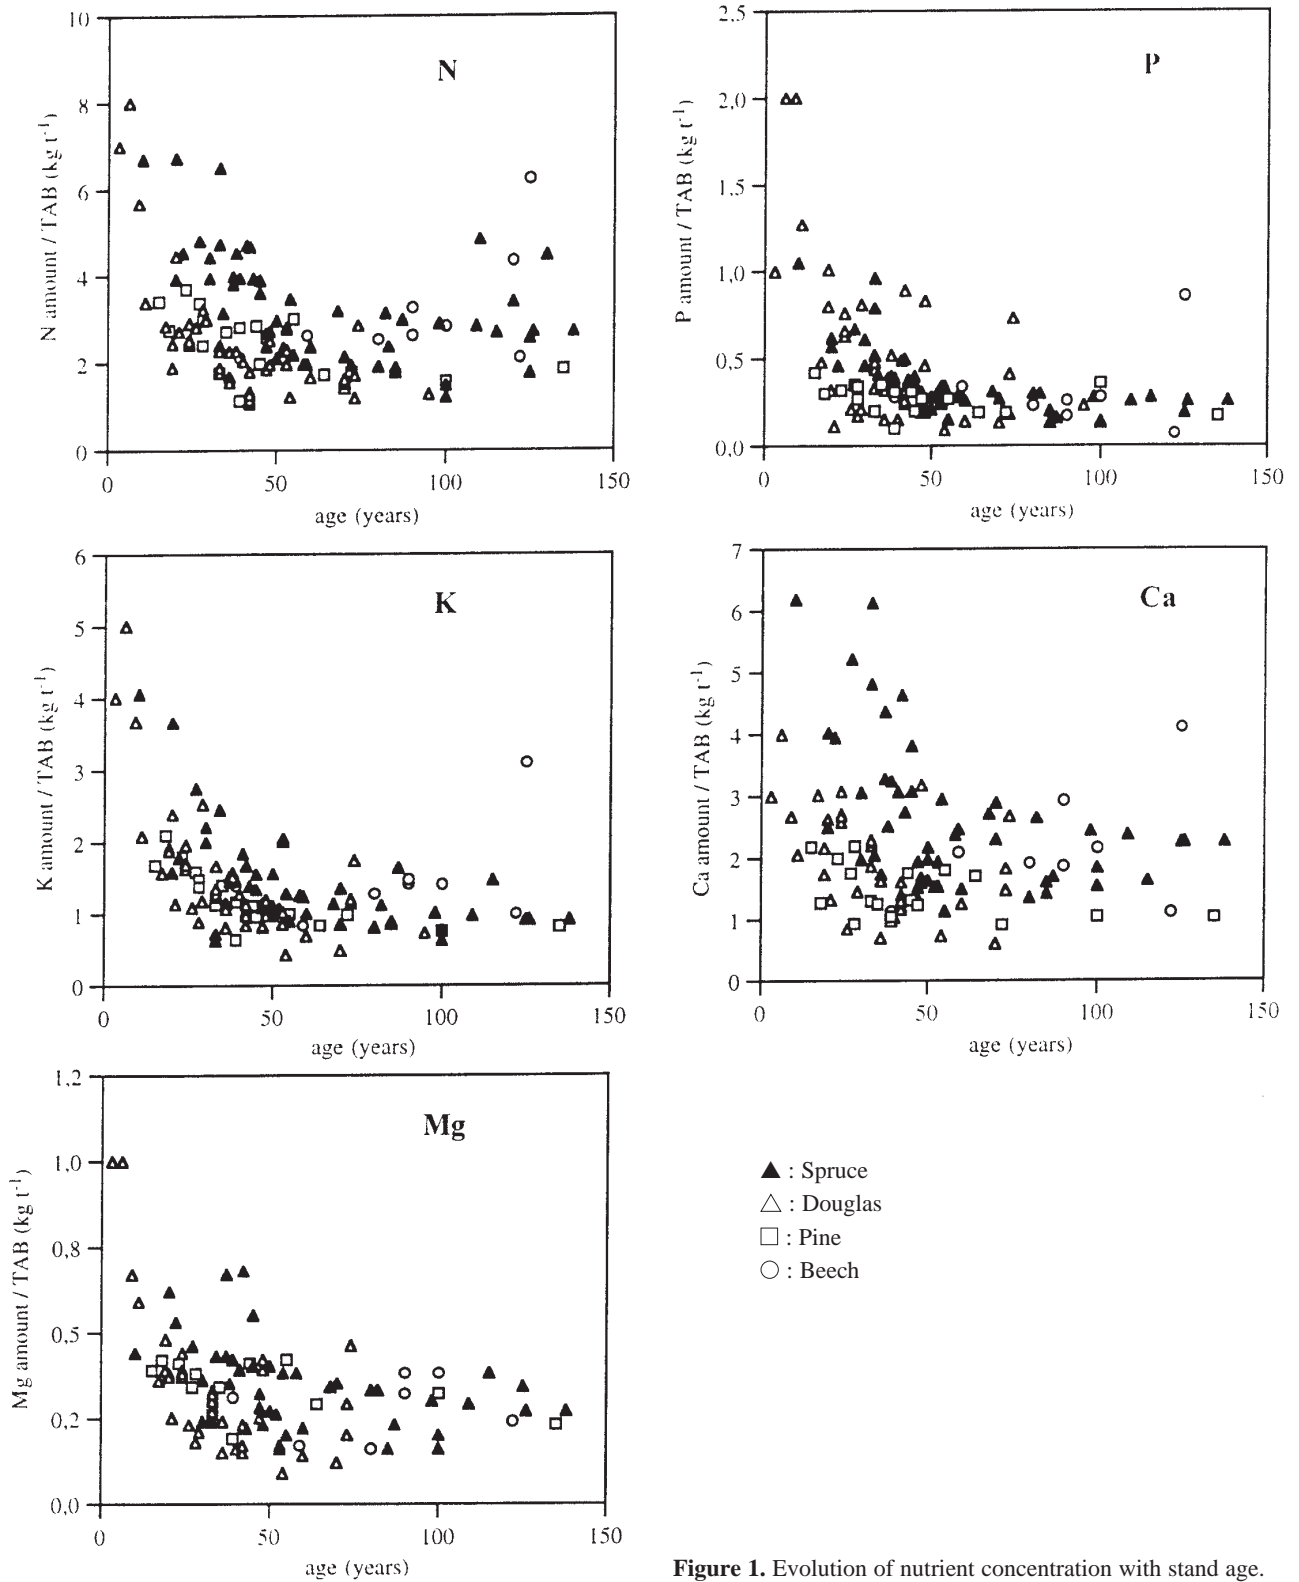 N
N amount / TAB (kg t-1)
10
8
6
4
2
0
0 50 100 150
age (years)
P
P amount / TAB (kg t-1)
2.5
2,0
1.5
1,0
0,5
0,0
0 50 100 150
age (years)
K
K amount / TAB (kg t-1)
6
5
4
3
2
1
0
0 50 100 150
age (years)
Ca
Ca amount / TAB (kg t-1)
7
6
5
4
3
2
1
0
0 50 100 150
age (years)
Mg
Mg amount / TAB (kg t-1)
1,2
1,0
0,8
0,5
0,2
0,0
0 50 100 150
age (years)
: Spruce
: Douglas
: Pine
: Beech
Figure 1. Evolution of nutrient concentration with stand age.